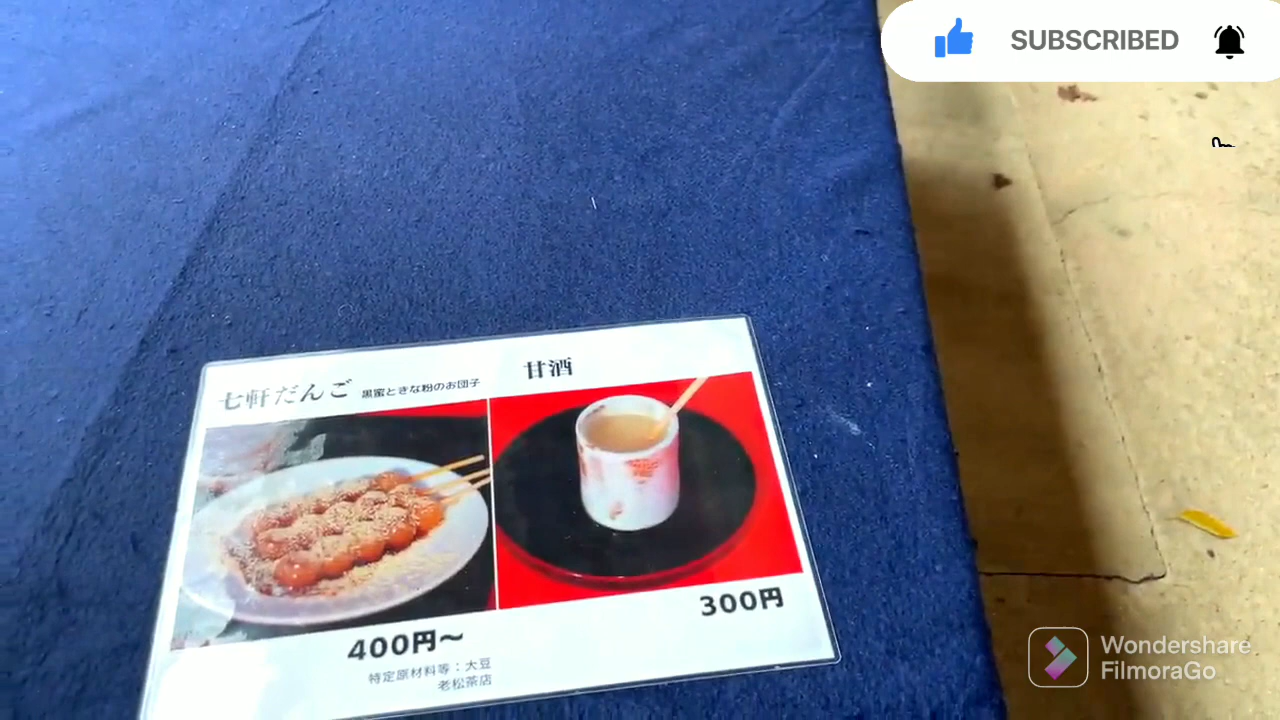 SUBSCRIBED
七軒だんご 黒蜜ときな粉のお団子
甘酒
400円～
300円
特定原材料等：大豆
老松茶店
Wondershare
FilmoraGo